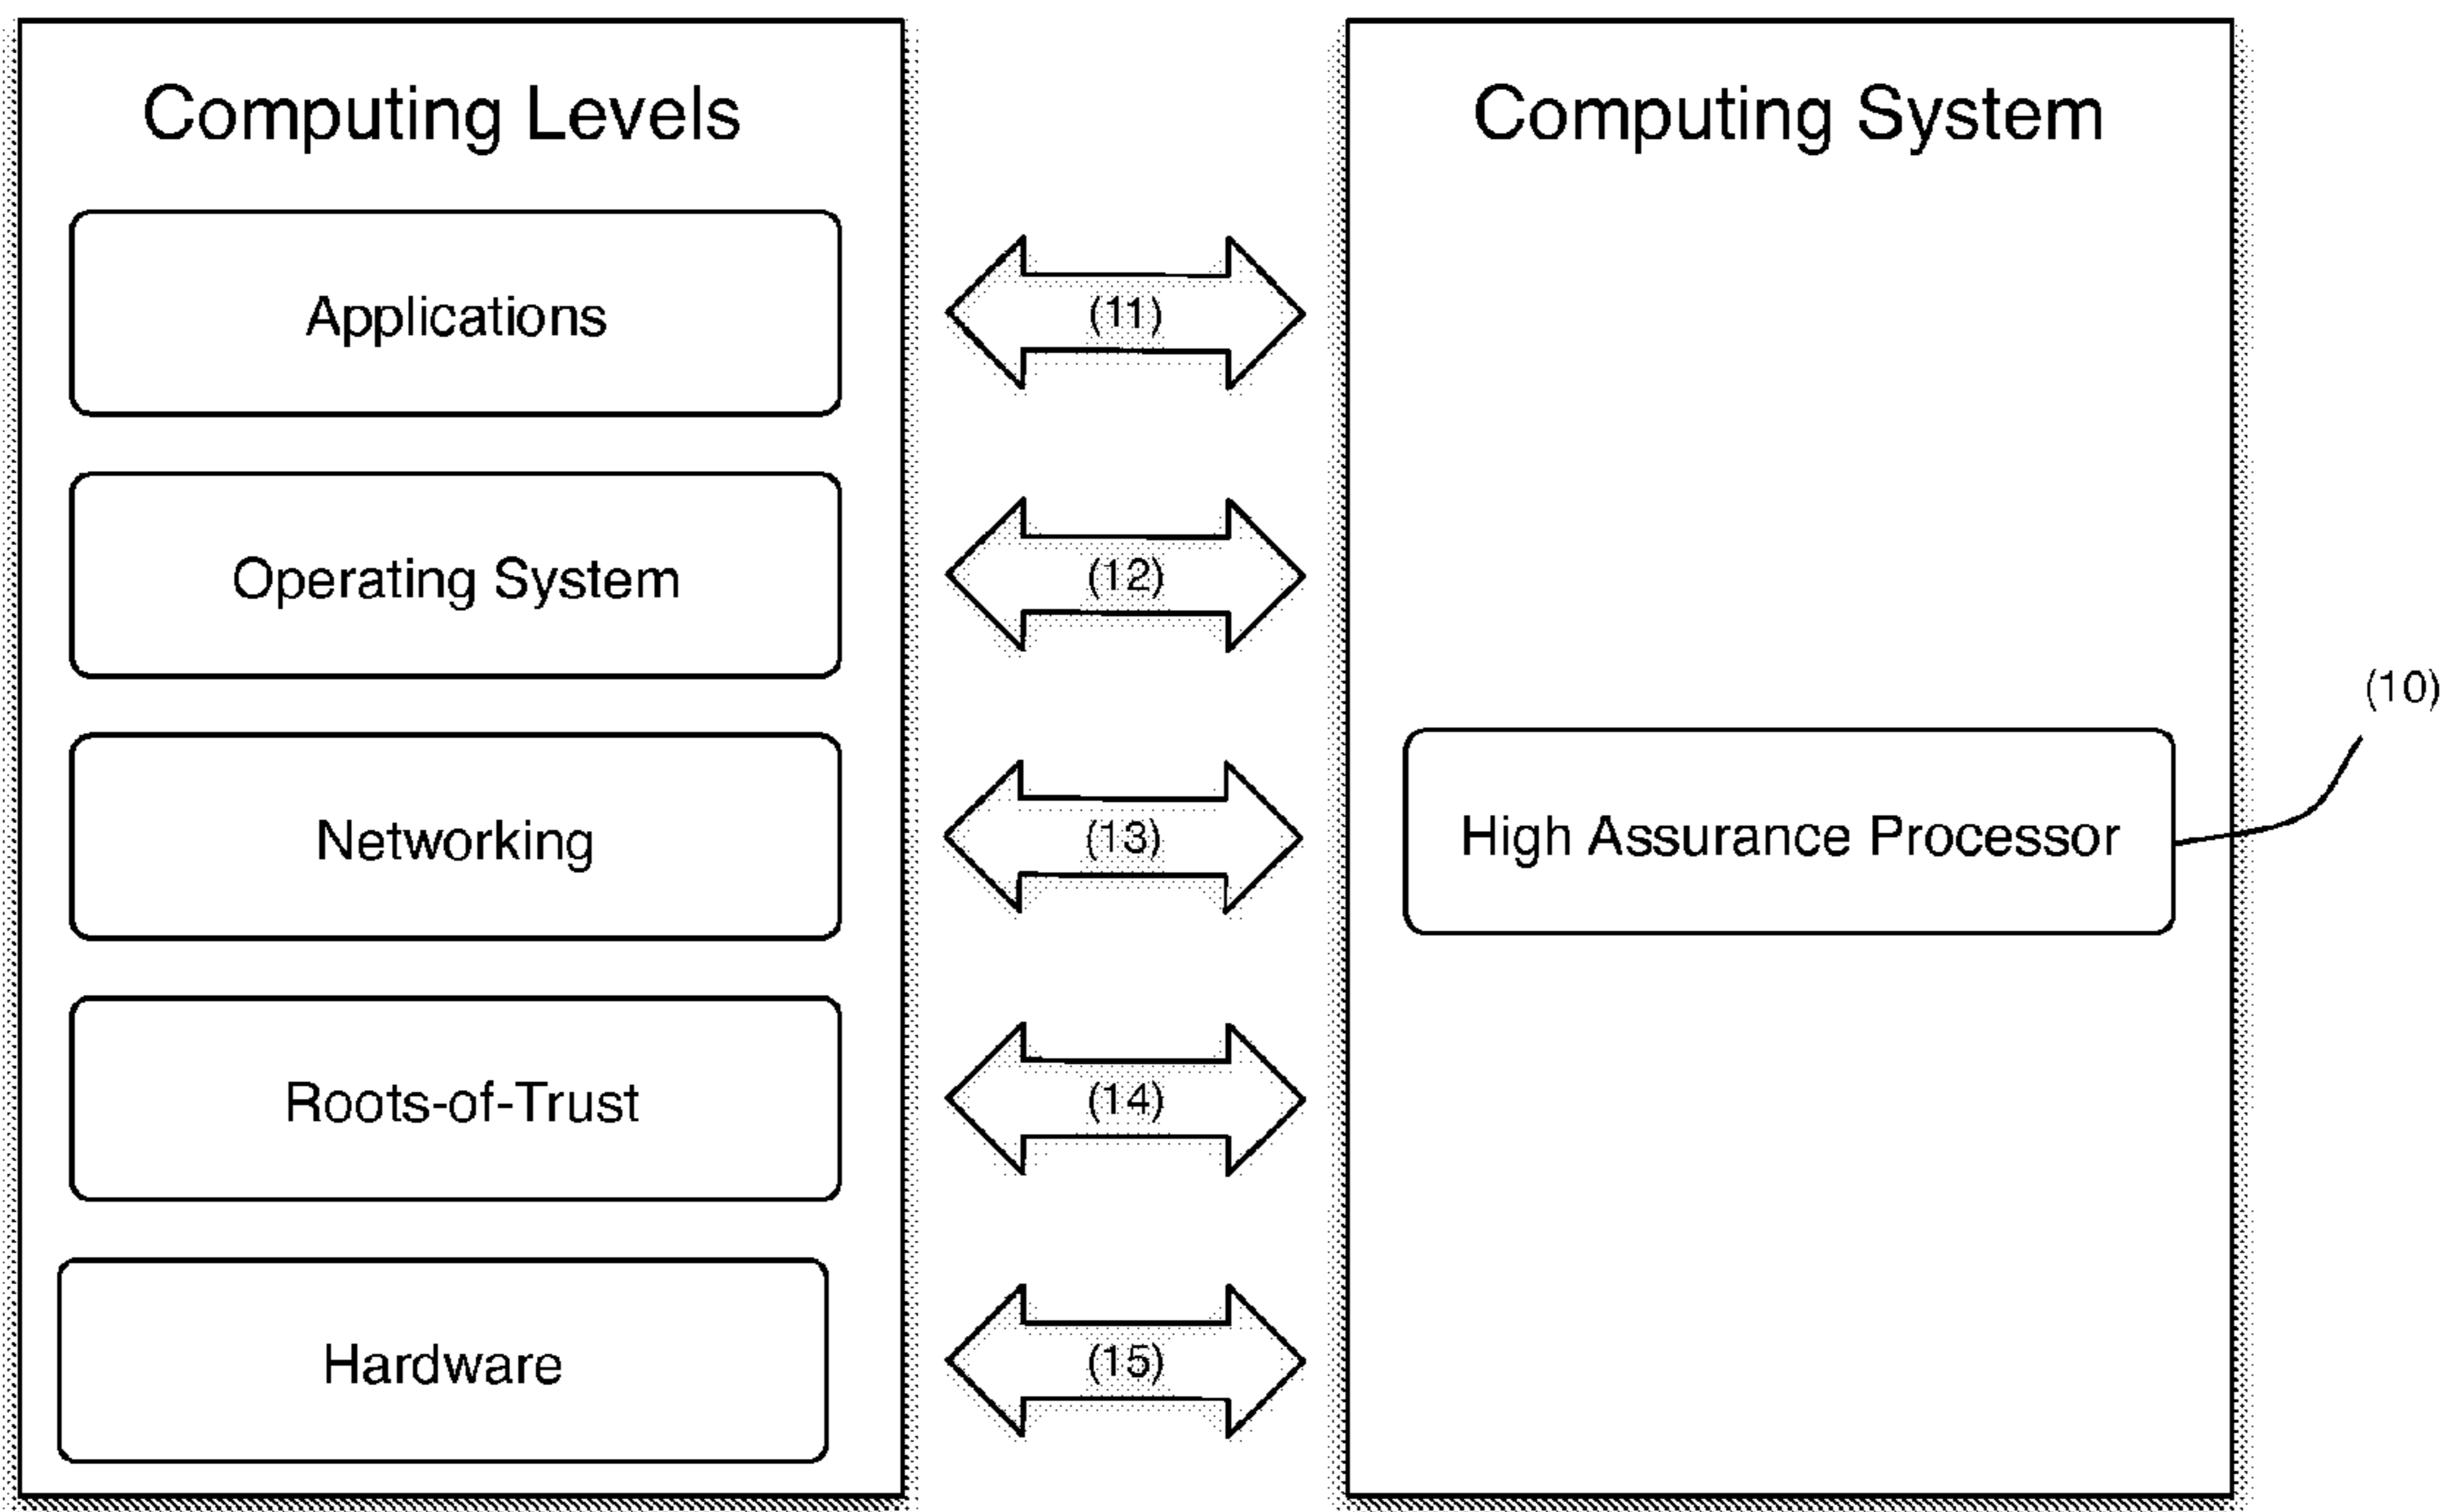 Computing Levels
Applications
Operating System
Networking
Roots-of-Trust
Hardware
(11)
(12)
(13)
(14)
(15)
Computing System
High Assurance Processor
(10)